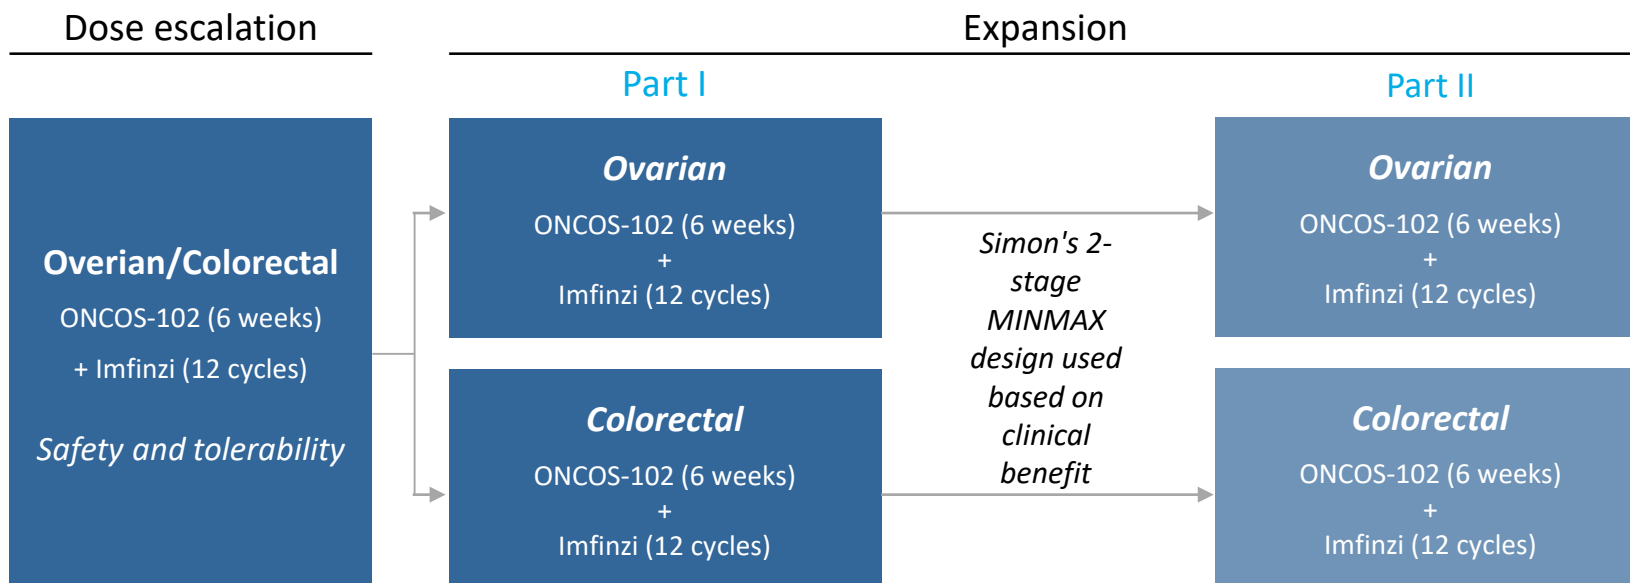 Dose escalation
Expansion
Part I
Part II
Overian/Colorectal
ONCOS-102 (6 weeks)
+ Imfinzi (12 cycles)
Safety and tolerability
Ovarian
ONCOS-102 (6 weeks)
+
Imfinzi (12 cycles)
Colorectal
ONCOS-102 (6 weeks)
+
Imfinzi (12 cycles)
Simon's 2-
stage
MINMAX
design used
based on
clinical
benefit
Ovarian
ONCOS-102 (6 weeks)
+
Imfinzi (12 cycles)
Colorectal
ONCOS-102 (6 weeks)
+
Imfinzi (12 cycles)